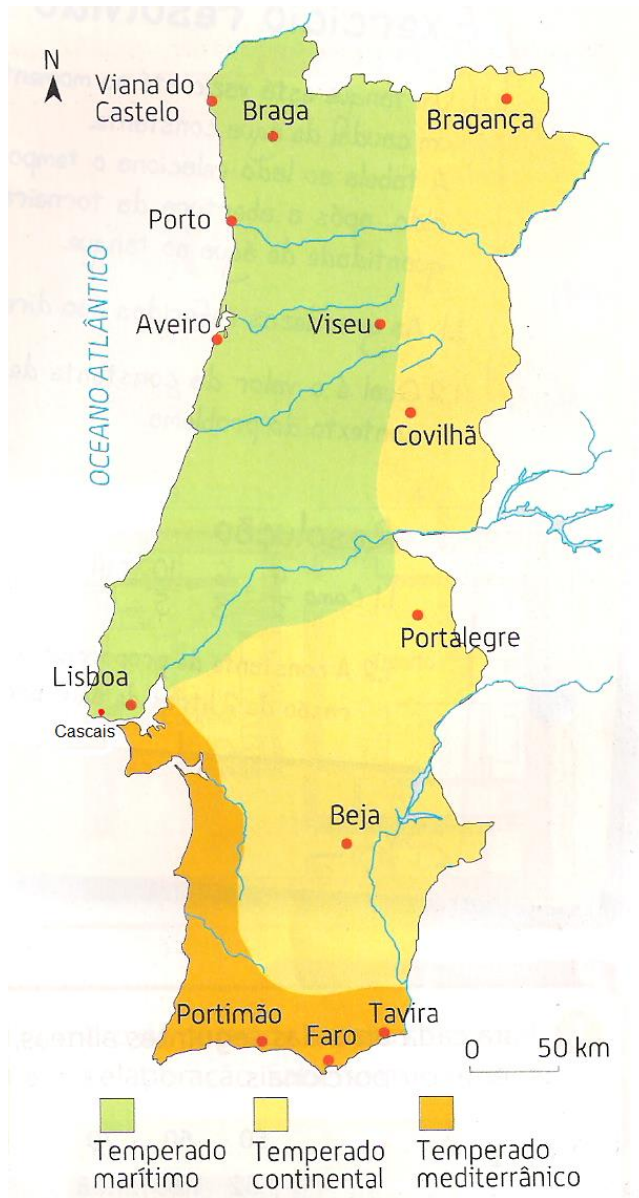 N
Viana do
Castelo
Braga
Bragança
Porto
OCEANO ATLÂNTICO
Aveiro
Viseu
Covilhã
Portalegre
Lisboa
Cascais
Beja
Portimão
Faro
Tavira
0 50 km
Temperado
marítimo
Temperado
continental
Temperado
mediterrânico